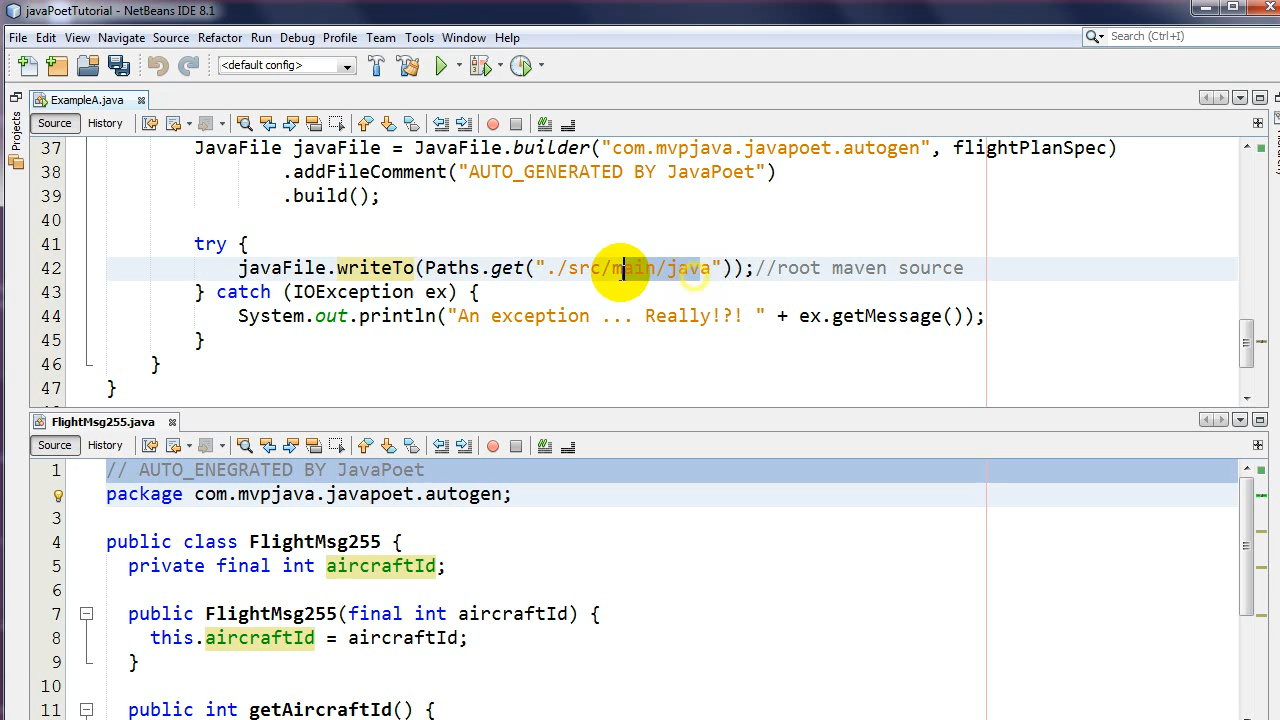 javaPoetTutorial - NetBeans IDE 8.1
File Edit View Navigate Source Refactor Run Debug Profile Team Tools Window Help
Search (Ctrl+I)
<default config>
Projects
ExampleA.java
Source History
37 JavaFile javaFile = JavaFile.builder("com.mvpjava.javapoet.autogen", flightPlanSpec)
38 .addFileComment("AUTO_GENERATED BY JavaPoet")
39 .build();
40
41 try {
42 javaFile.writeTo(Paths.get("./src/main/java"));//root maven source
43 } catch (IOException ex) {
44 System.out.println("An exception ... Really!?! " + ex.getMessage());
45 }
46 }
47 }
FlightMsg255.java
Source History
1 // AUTO_ENEGRATED BY JavaPoet
2 package com.mvpjava.javapoet.autogen;
3
4 public class FlightMsg255 {
5 private final int aircraftId;
6
7 public FlightMsg255(final int aircraftId) {
8 this.aircraftId = aircraftId;
9 }
10
11 public int getAircraftId() {